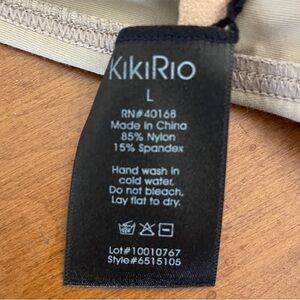 KikiRio
L
RN#40168
Made in China
85% Nylon
15% Spandex
Hand wash in
cold water.
Do not bleach.
Lay flat to dry.
Lot#10010767
Style#6515105